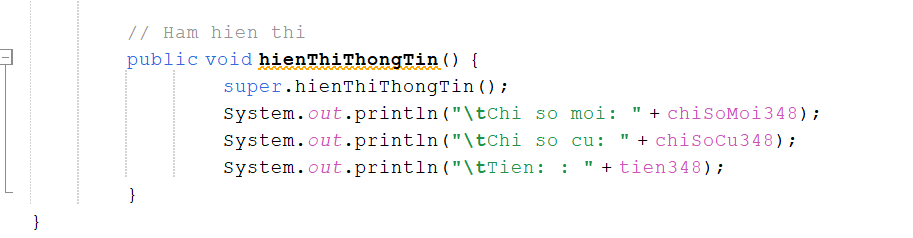 // Ham hien thi
public void hienThiThongTin() {
super.hienThiThongTin();
System.out.println("\tChi so moi: " + chiSoMoi348);
System.out.println("\tChi so cu: " + chiSoCu348);
System.out.println("\tTien: : " + tien348);
}
}